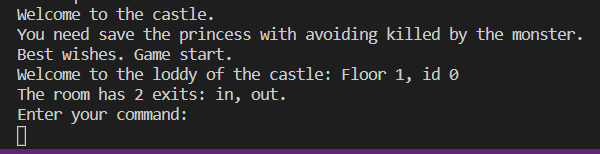 Welcome to the castle.
You need save the princess with avoiding killed by the monster.
Best wishes. Game start.
Welcome to the loddy of the castle: Floor 1, id 0
The room has 2 exits: in, out.
Enter your command: